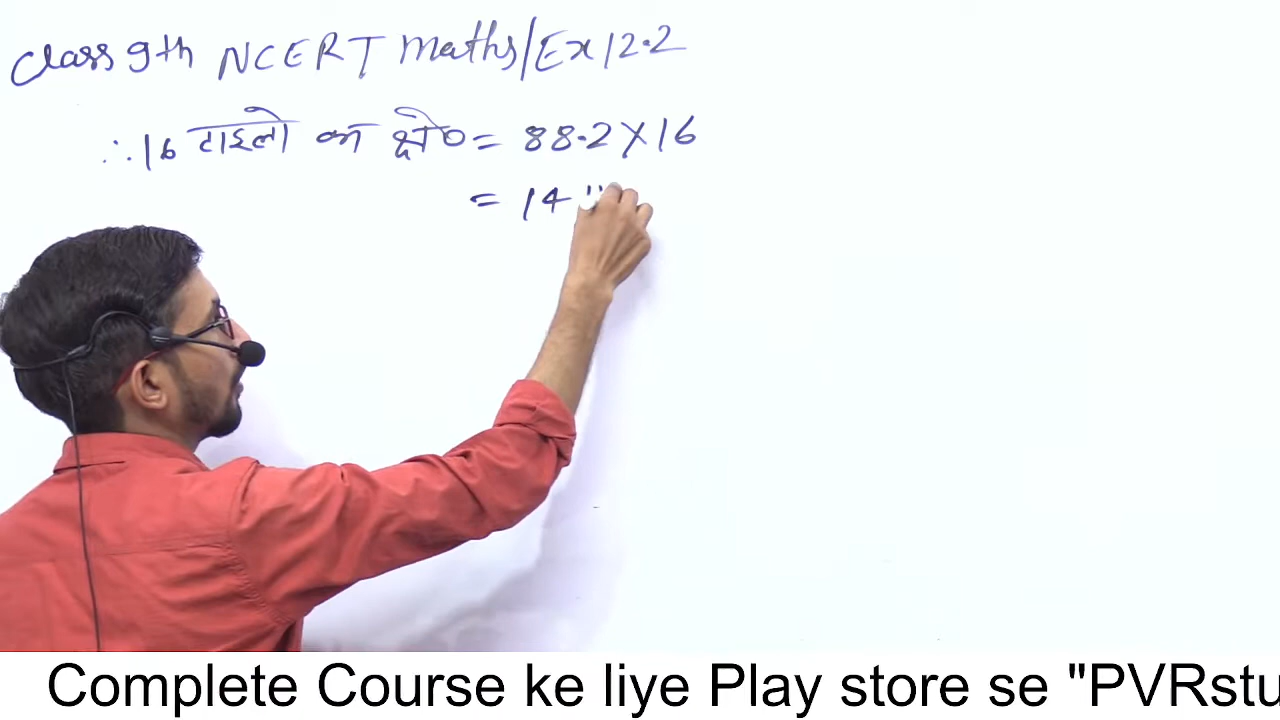 Class 9th NCERT Maths/Ex 12.2
∴ 16 टाइलों का क्षे० = 88.2 X 16
= 14
Complete Course ke liye Play store se "PVRstu